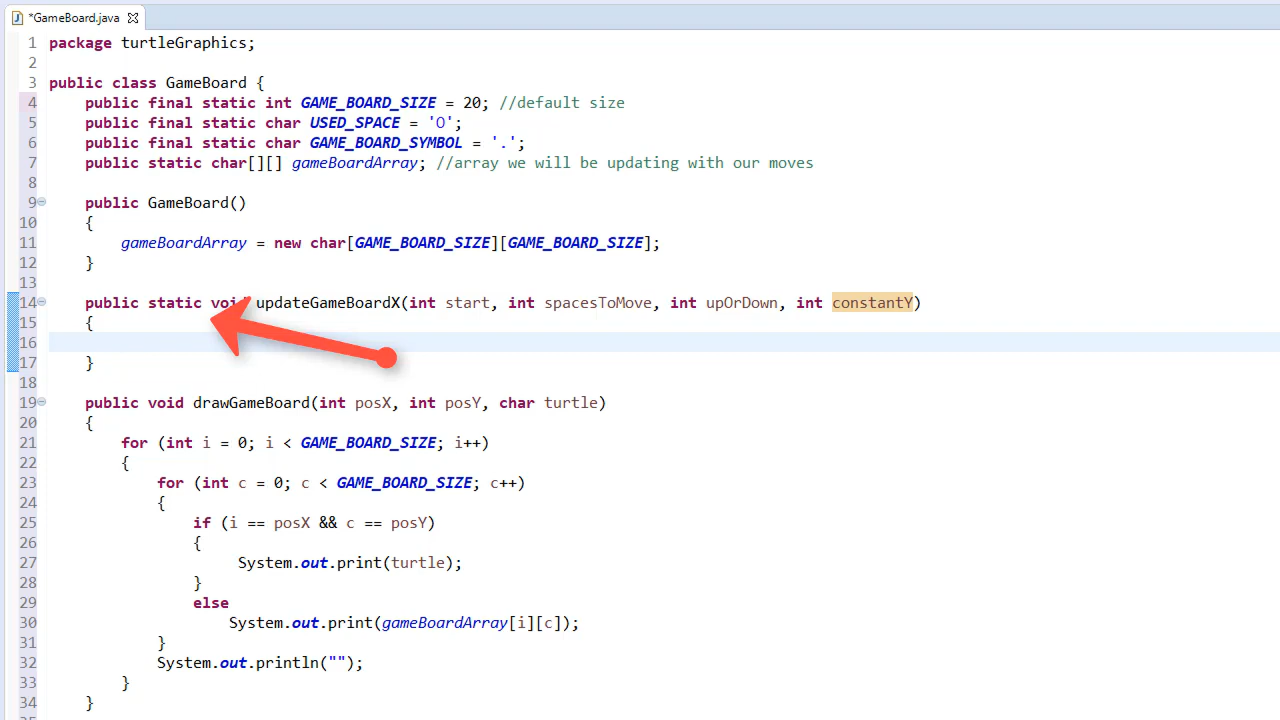 *GameBoard.java
1 package turtleGraphics;
2
3 public class GameBoard {
4 public final static int GAME_BOARD_SIZE = 20; //default size
5 public final static char USED_SPACE = 'O';
6 public final static char GAME_BOARD_SYMBOL = '.';
7 public static char[][] gameBoardArray; //array we will be updating with our moves
8
9 public GameBoard()
10 {
11 gameBoardArray = new char[GAME_BOARD_SIZE][GAME_BOARD_SIZE];
12 }
13
14 public static void updateGameBoardX(int start, int spacesToMove, int upOrDown, int constantY)
15 {
16
17 }
18
19 public void drawGameBoard(int posX, int posY, char turtle)
20 {
21 for (int i = 0; i < GAME_BOARD_SIZE; i++)
22 {
23 for (int c = 0; c < GAME_BOARD_SIZE; c++)
24 {
25 if (i == posX && c == posY)
26 {
27 System.out.print(turtle);
28 }
29 else
30 System.out.print(gameBoardArray[i][c]);
31 }
32 System.out.println("");
33 }
34 }